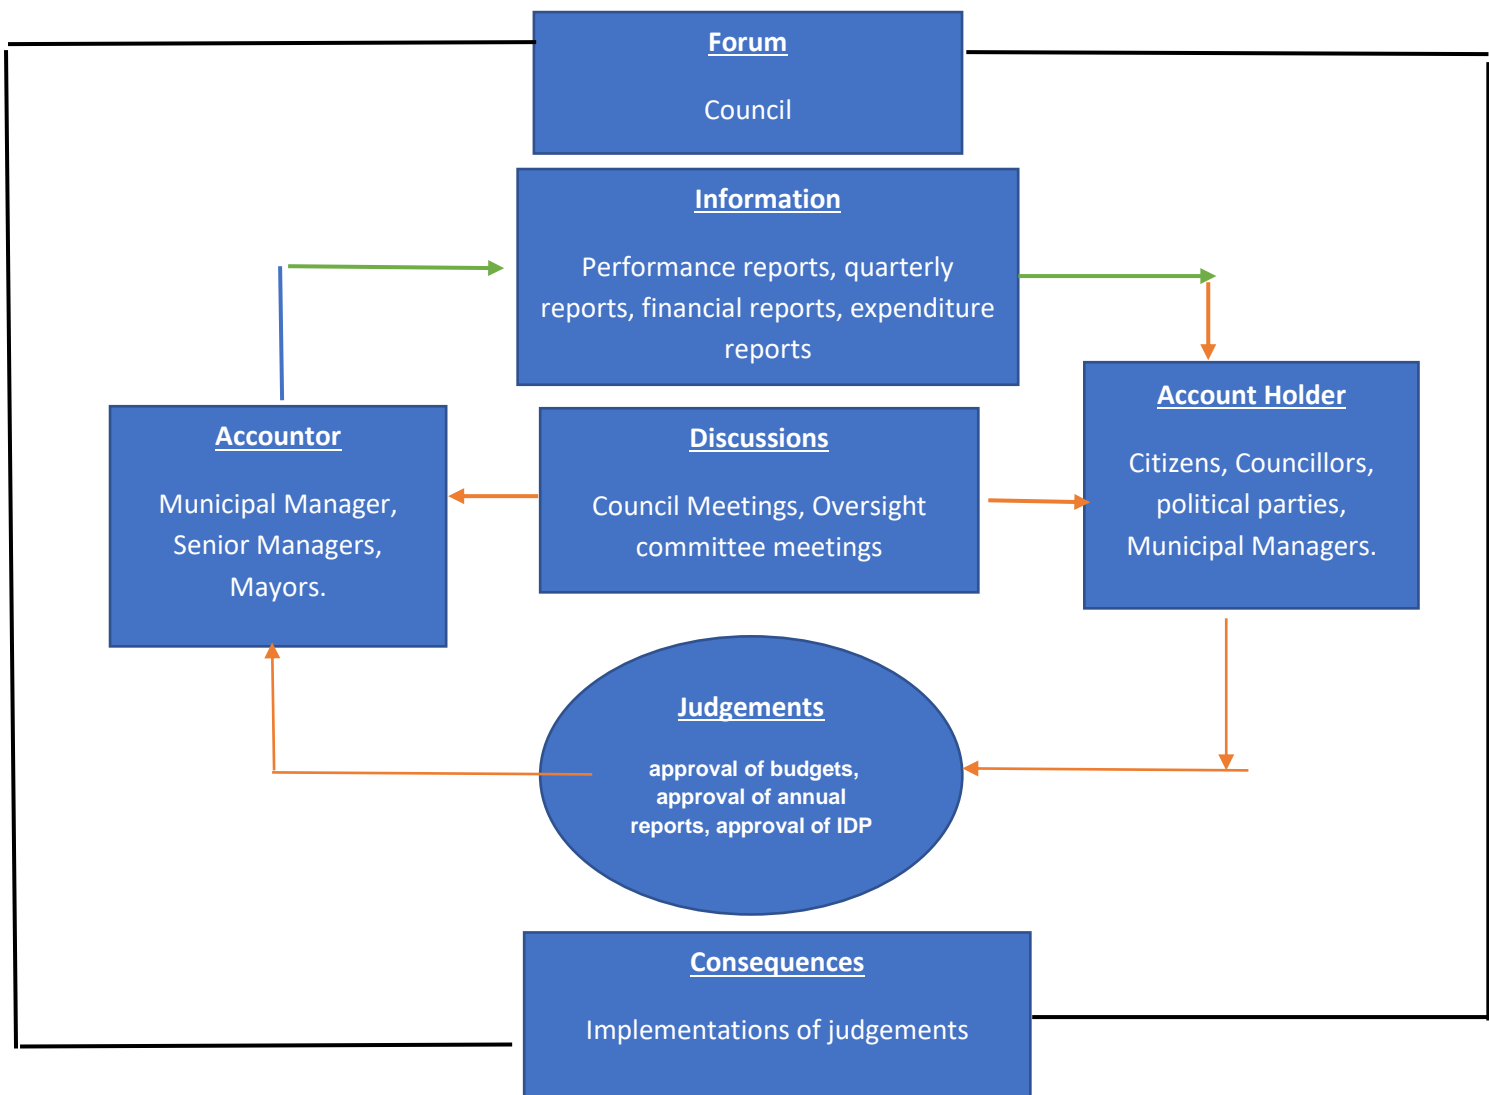 Forum
Council
Information
Performance reports, quarterly
reports, financial reports, expenditure
reports
Accountor
Municipal Manager,
Senior Managers,
Mayors.
Discussions
Council Meetings, Oversight
committee meetings
Account Holder
Citizens, Councillors,
political parties,
Municipal Managers.
Judgements
approval of budgets,
approval of annual
reports, approval of IDP
Consequences
Implementations of judgements